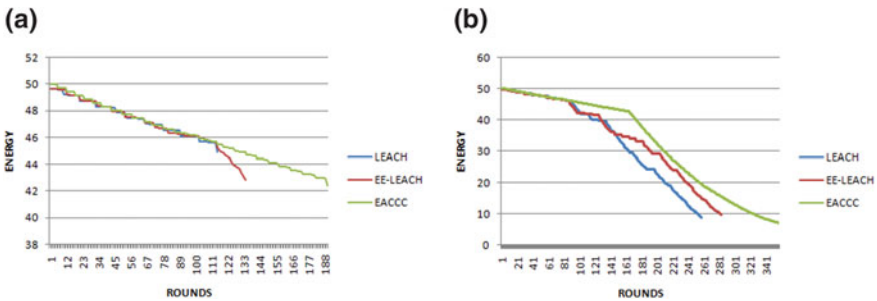 (a)
52
50
48
46
44
42
40
38
ENERGY
1 12 23 34 45 56 67 78 89 100 111 122 133 144 155 166 177 188
ROUNDS
LEACH
EE-LEACH
EACCC
(b)
60
50
40
30
20
10
0
ENERGY
1 21 41 61 81 101 121 141 161 181 201 221 241 261 281 301 321 341
ROUNDS
LEACH
EE-LEACH
EACCC